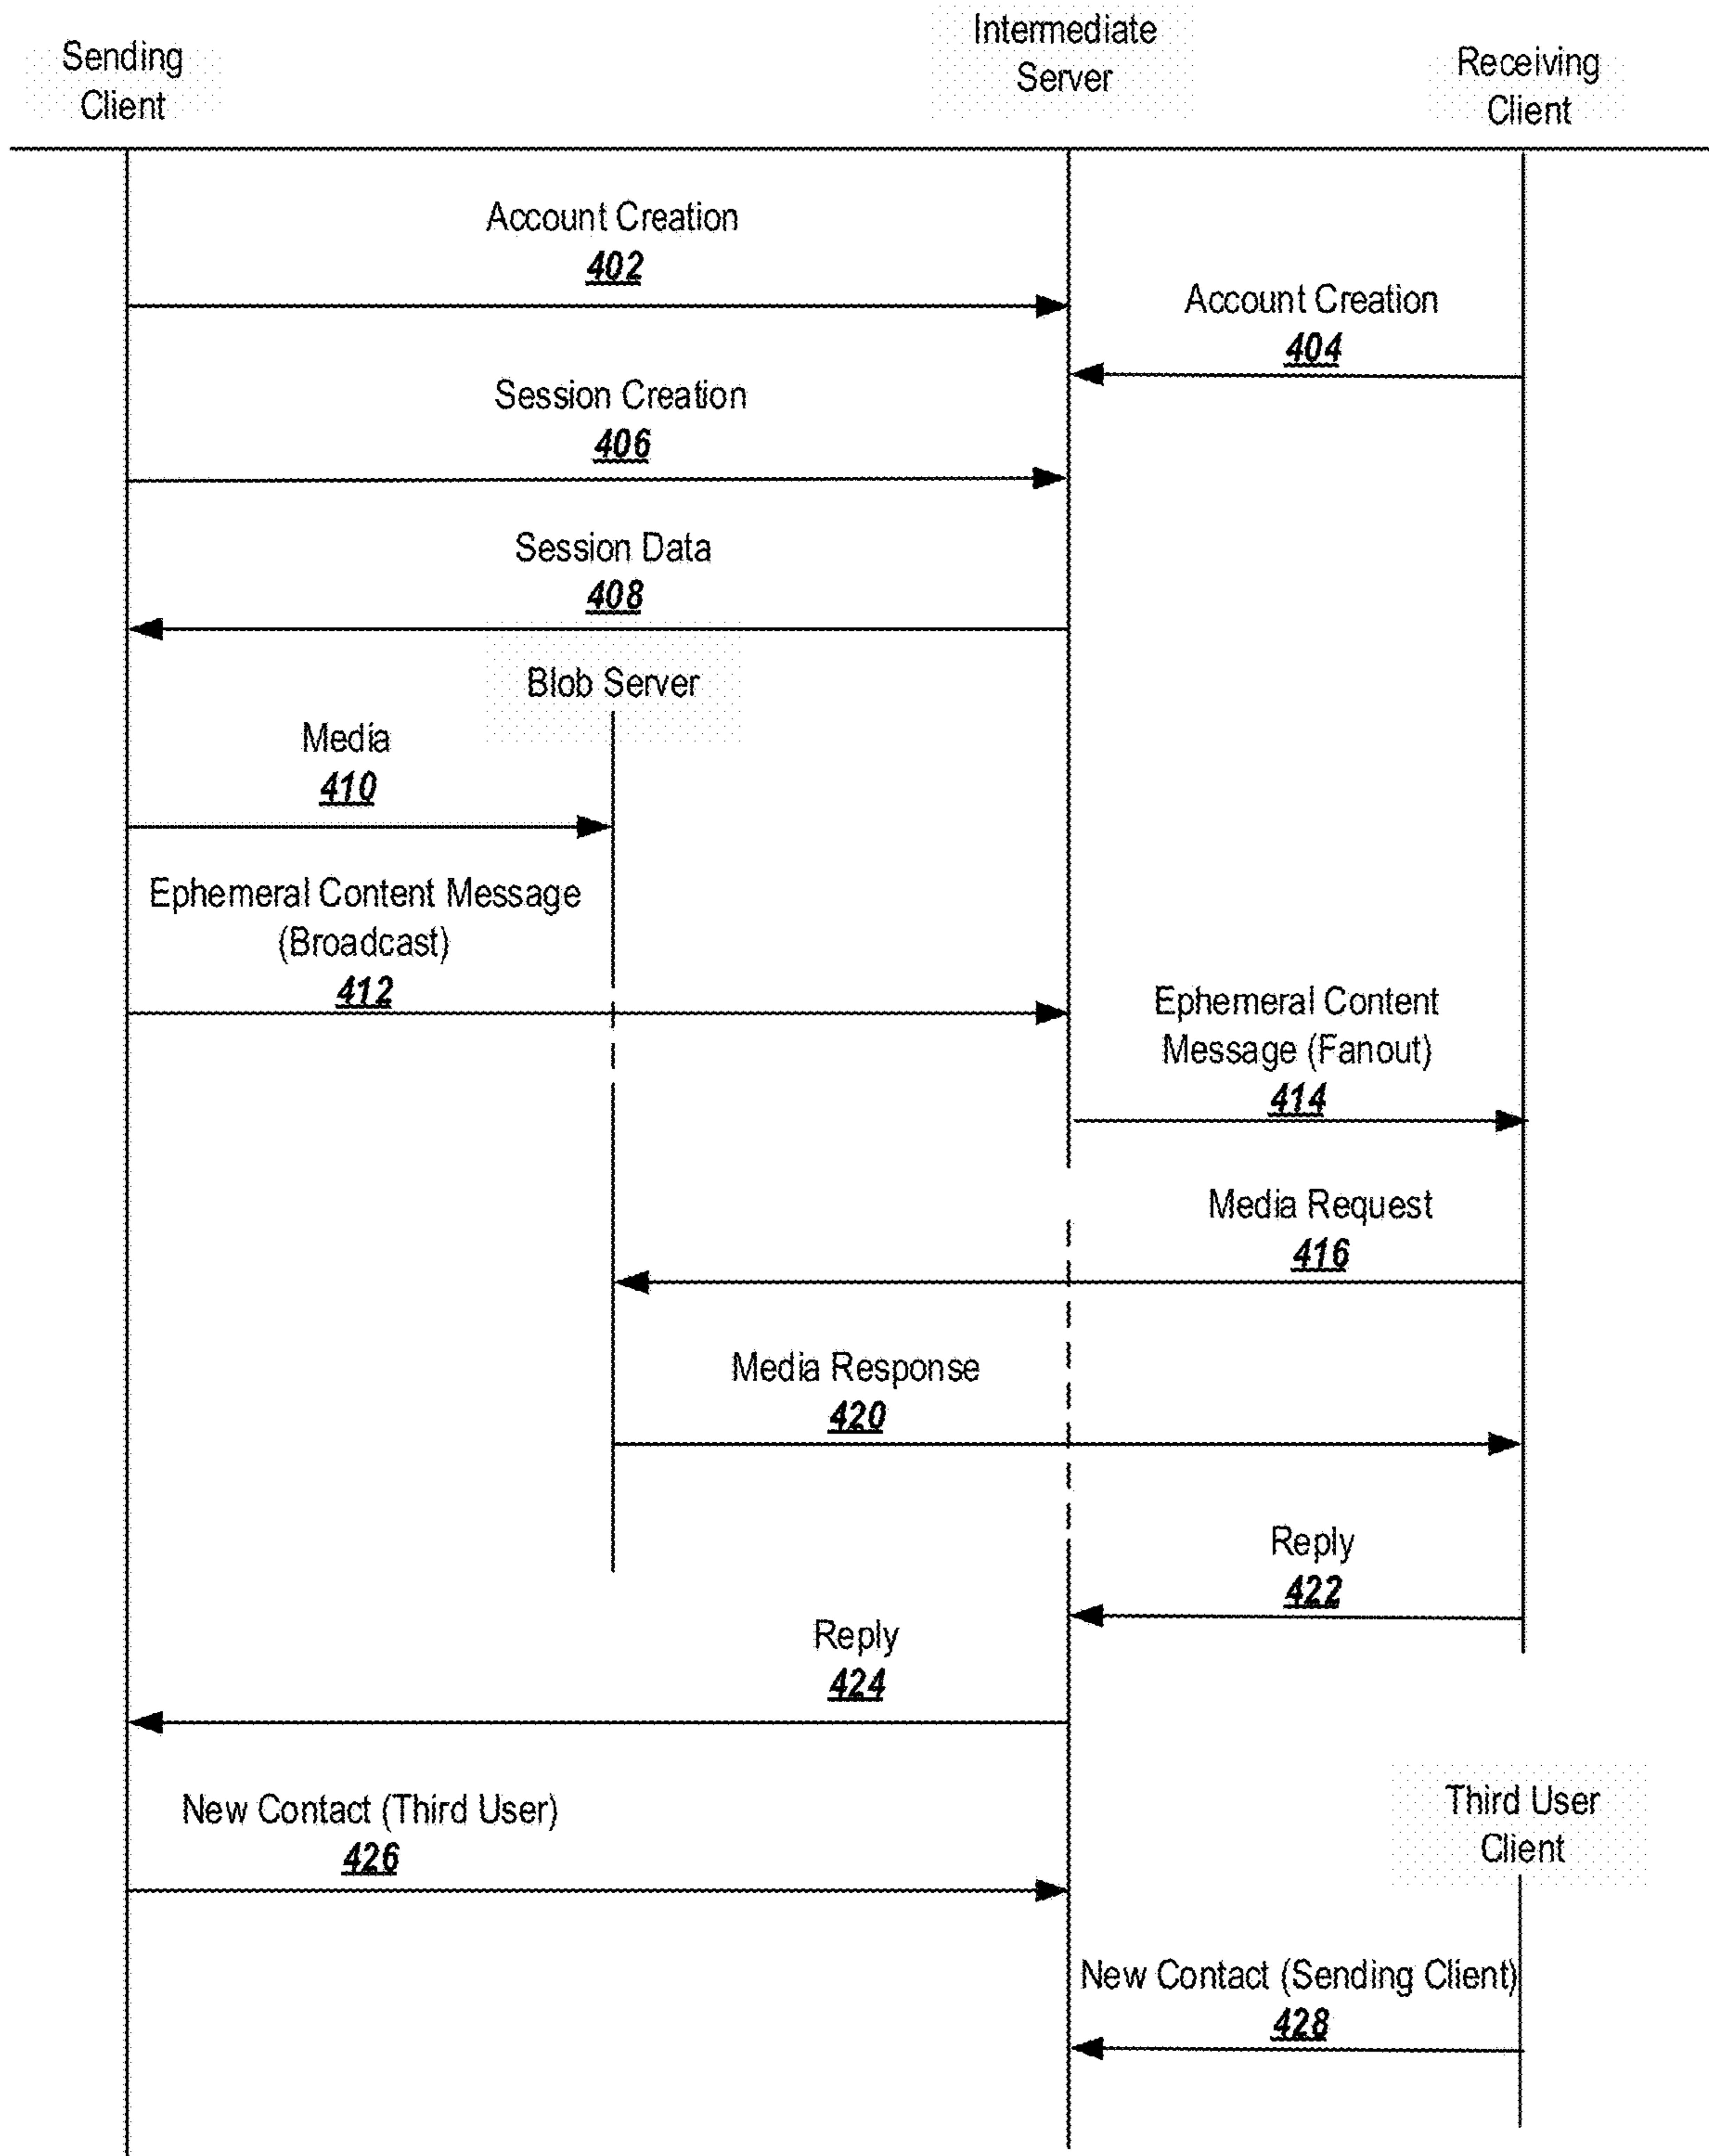 Sending
Client
Intermediate
Server
Receiving
Client
Account Creation
402
Account Creation
404
Session Creation
406
Session Data
408
Blob Server
Media
410
Ephemeral Content Message
(Broadcast)
412
Ephemeral Content
Message (Fanout)
414
Media Request
416
Media Response
420
Reply
422
Reply
424
New Contact (Third User)
426
Third User
Client
New Contact (Sending Client)
428